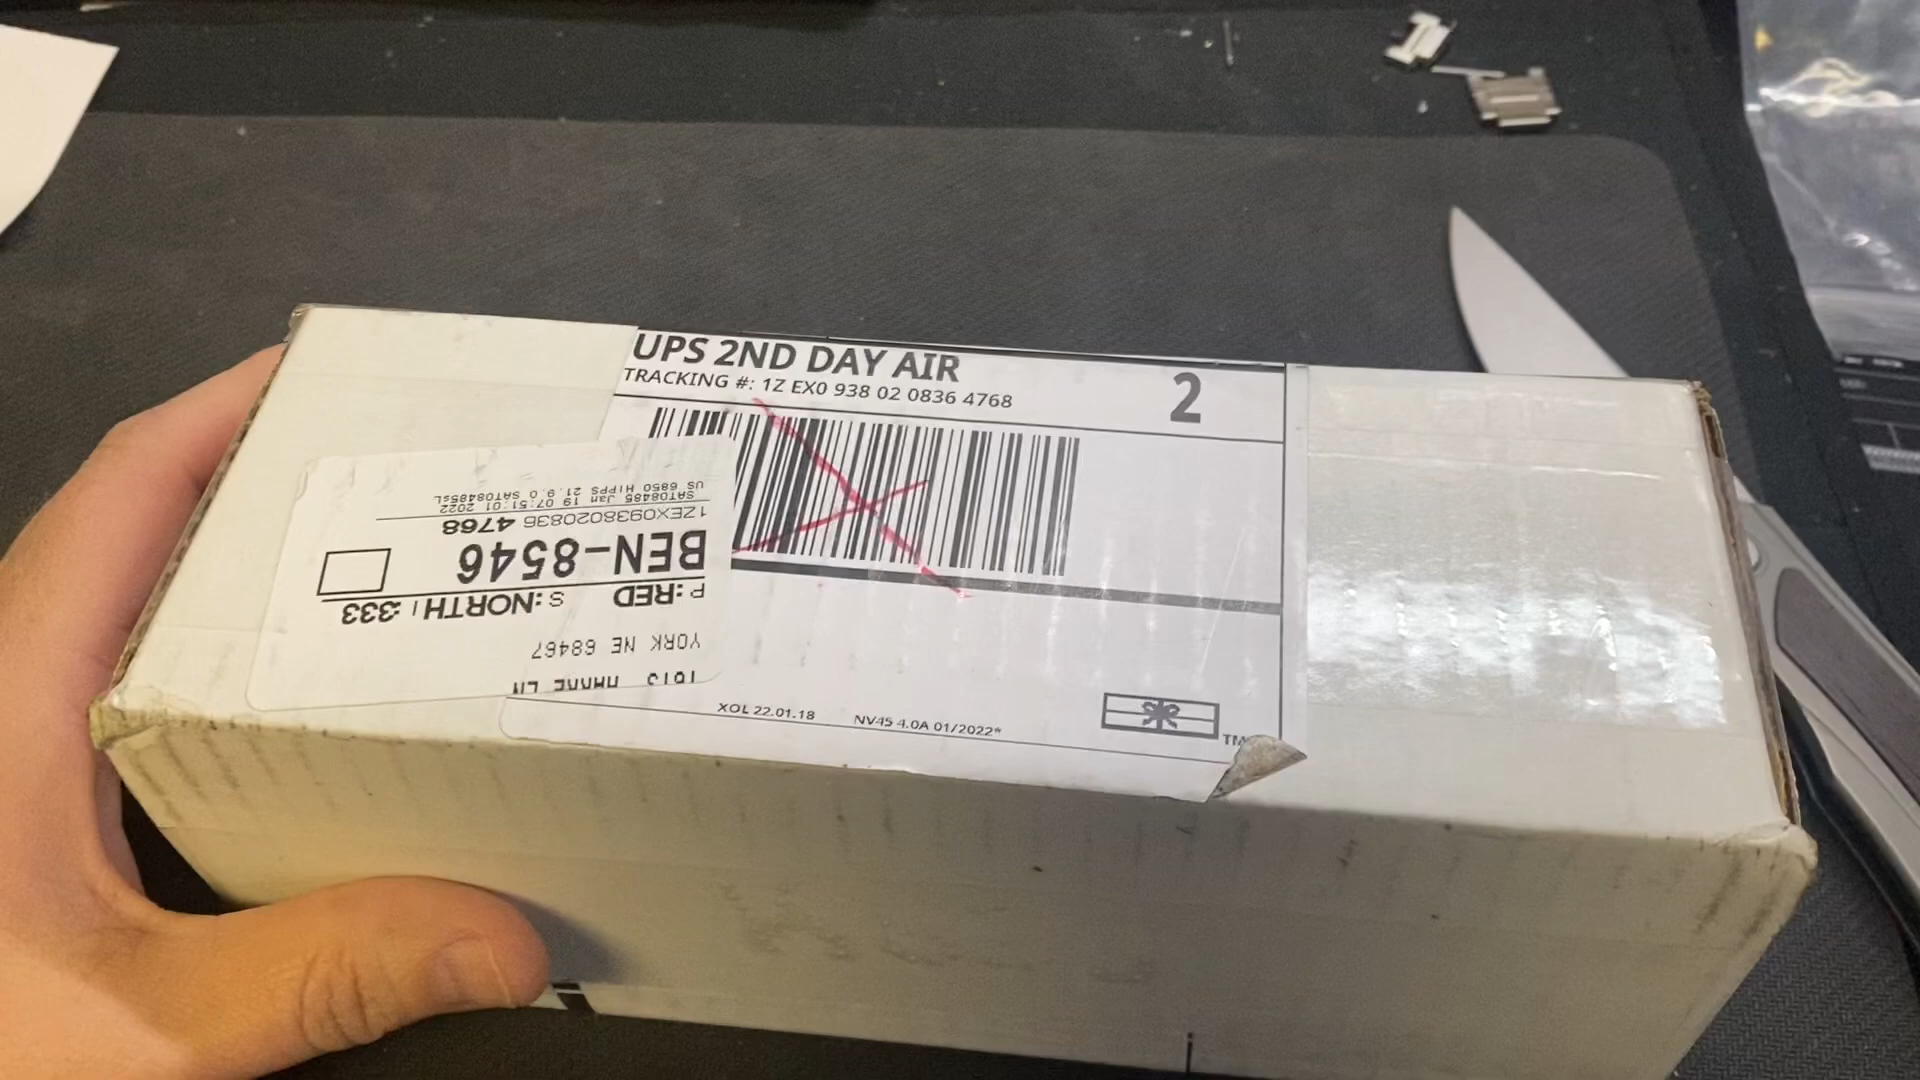 UPS 2ND DAY AIR
TRACKING #: 1Z EX0 938 02 0836 4768
2
XOL 22.01.18 NV45 4.0A 01/2022*
TM
YORK NE 68467
P: RED S: NORTH I: 333
BEN-8546
1ZEX0938020836 4768
SAT08485 Jan 19 07:51:01 2022
US 6850 HIPPS 21.9.0 SAT08485SL